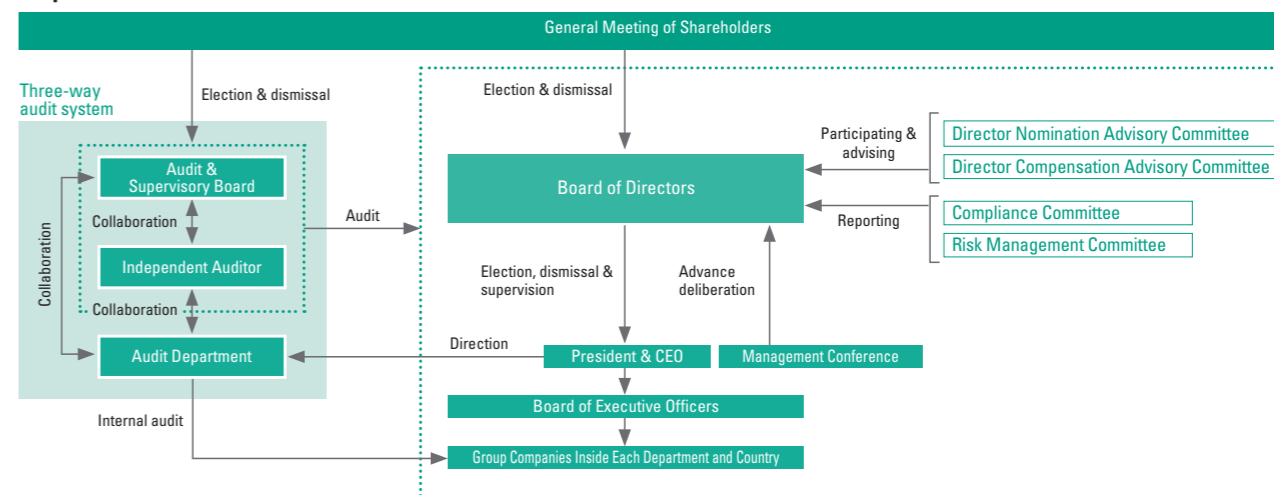 General Meeting of Shareholders
Three-way
audit system
Election & dismissal
Election & dismissal
Audit &
Supervisory Board
Collaboration
Collaboration
Independent Auditor
Collaboration
Audit Department
Audit
Internal audit
Board of Directors
Participating &
advising
Director Nomination Advisory Committee
Director Compensation Advisory Committee
Reporting
Compliance Committee
Risk Management Committee
Election, dismissal &
supervision
Advance
deliberation
Direction
President & CEO
Management Conference
Board of Executive Officers
Group Companies Inside Each Department and Country